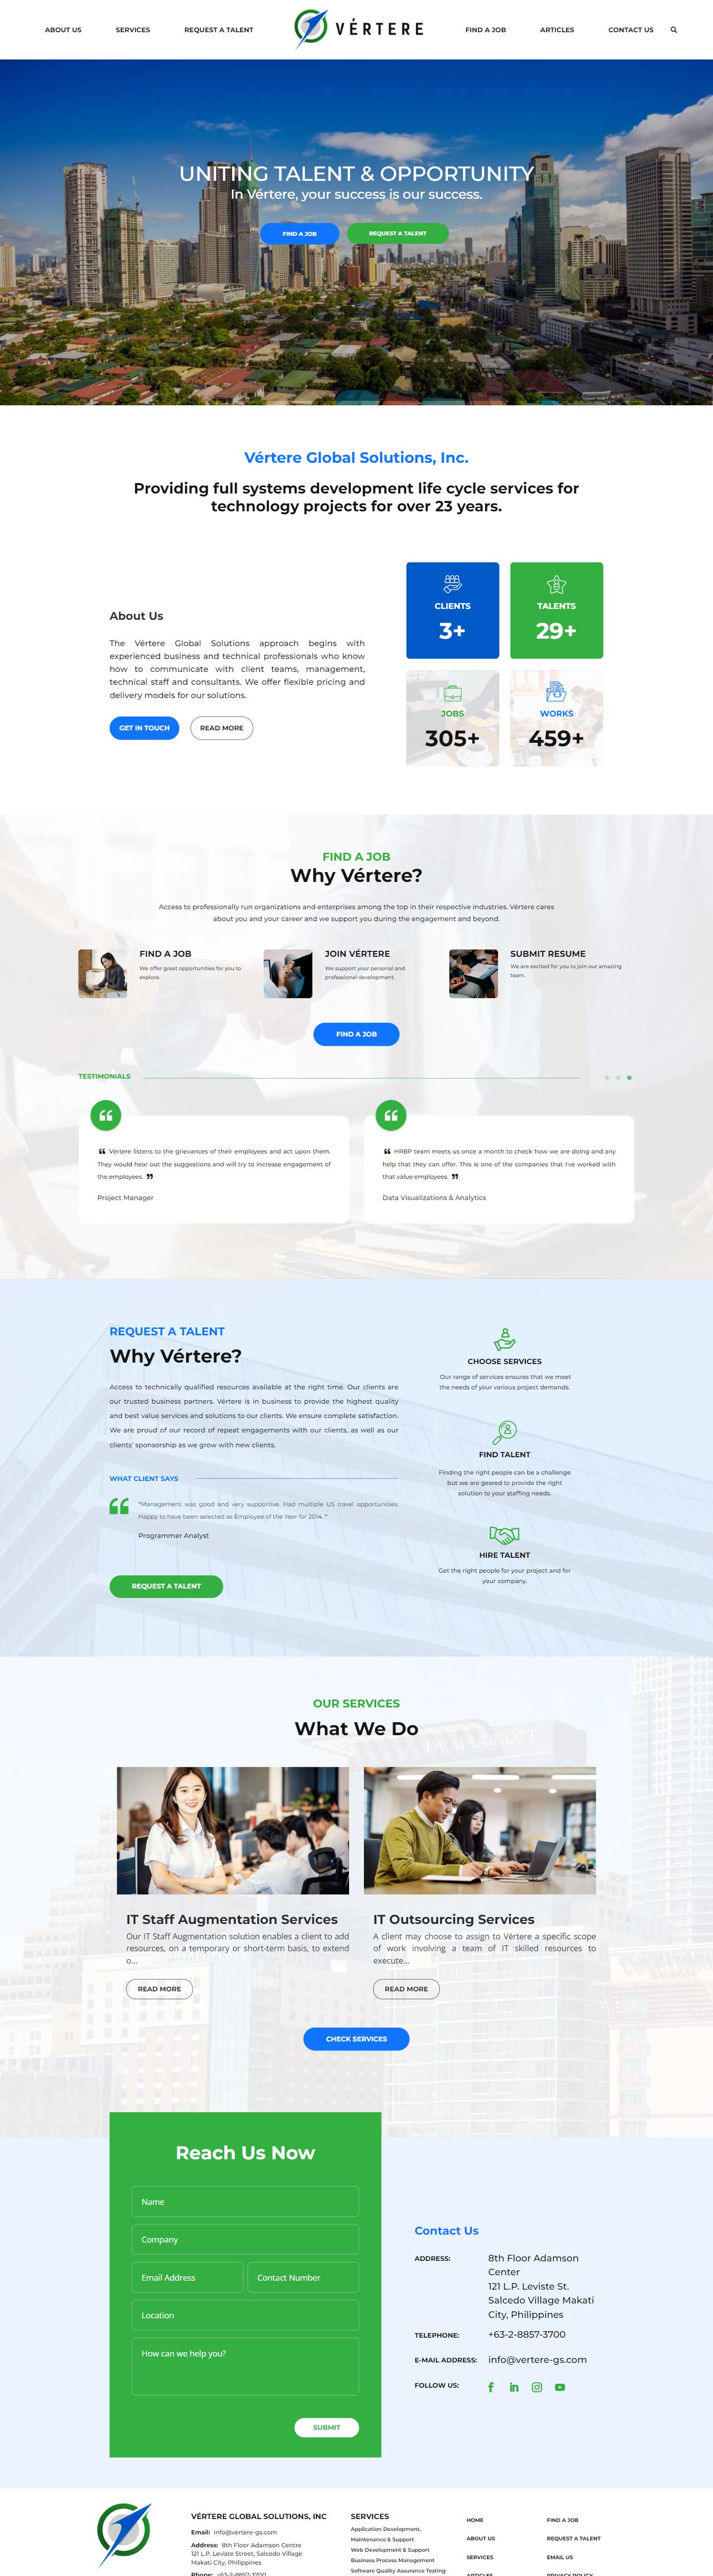 ABOUT US
SERVICES
REQUEST A TALENT
VÉRTERE
FIND A JOB
ARTICLES
CONTACT US
UNITING TALENT & OPPORTUNITY
In Vértere, your success is our success.
FIND A JOB
REQUEST A TALENT
Vértere Global Solutions, Inc.
Providing full systems development life cycle services for
technology projects for over 23 years.
About Us
The Vértere Global Solutions approach begins with
experienced business and technical professionals who know
how to communicate with client teams, management,
technical staff and consultants. We offer flexible pricing and
delivery models for our solutions.
GET IN TOUCH
READ MORE
CLIENTS
3+
TALENTS
29+
JOBS
305+
WORKS
459+
FIND A JOB
Why Vértere?
Access to professionally run organizations and enterprises among the top in their respective industries. Vértere cares
about you and your career and we support you during the engagement and beyond.
FIND A JOB
We offer great opportunities for you to
explore.
JOIN VÉRTERE
We support your personal and
professional development.
SUBMIT RESUME
We are excited for you to join our amazing
team.
FIND A JOB
TESTIMONIALS
❝ Vértere listens to the grievances of their employees and act upon them.
They would hear out the suggestions and will try to increase engagement of
the employees. ❞
Project Manager
❝ HRBP team meets us once a month to check how we are doing and any
help that they can offer. This is one of the companies that I've worked with
that value employees. ❞
Data Visualizations & Analytics
REQUEST A TALENT
Why Vértere?
Access to technically qualified resources available at the right time. Our clients are
our trusted business partners. Vértere is in business to provide the highest quality
and best value services and solutions to our clients. We ensure complete satisfaction.
We are proud of our record of repeat engagements with our clients, as well as our
clients' sponsorship as we grow with new clients.
WHAT CLIENT SAYS
"Management was good and very supportive. Had multiple US travel opportunities.
Happy to have been selected as Employee of the Year for 2014. "
Programmer Analyst
REQUEST A TALENT
CHOOSE SERVICES
Our range of services ensures that we meet
the needs of your various project demands.
FIND TALENT
Finding the right people can be a challenge
but we are geared to provide the right
solution to your staffing needs.
HIRE TALENT
Get the right people for your project and for
your company.
OUR SERVICES
What We Do
JW MARRIOTT
IT Staff Augmentation Services
Our IT Staff Augmentation solution enables a client to add
resources, on a temporary or short-term basis, to extend
o...
READ MORE
IT Outsourcing Services
A client may choose to assign to Vértere a specific scope
of work involving a team of IT skilled resources to
execute...
READ MORE
CHECK SERVICES
Reach Us Now
Name
Company
Email Address
Contact Number
Location
How can we help you?
SUBMIT
Contact Us
ADDRESS:
8th Floor Adamson
Center
121 L.P. Leviste St.
Salcedo Village Makati
City, Philippines
TELEPHONE:
+63-2-8857-3700
E-MAIL ADDRESS:
info@vertere-gs.com
FOLLOW US:
VÉRTERE GLOBAL SOLUTIONS, INC
Email: info@vertere-gs.com
Address: 8th Floor Adamson Centre
121 L.P. Leviste Street, Salcedo Village
Makati City, Philippines
Phone: +63-2-8857-3700
SERVICES
Application Development,
Maintenance & Support
Web Development & Support
Business Process Management
Software Quality Assurance Testing
HOME
ABOUT US
SERVICES
ARTICLES
FIND A JOB
REQUEST A TALENT
EMAIL US
PRIVACY POLICY